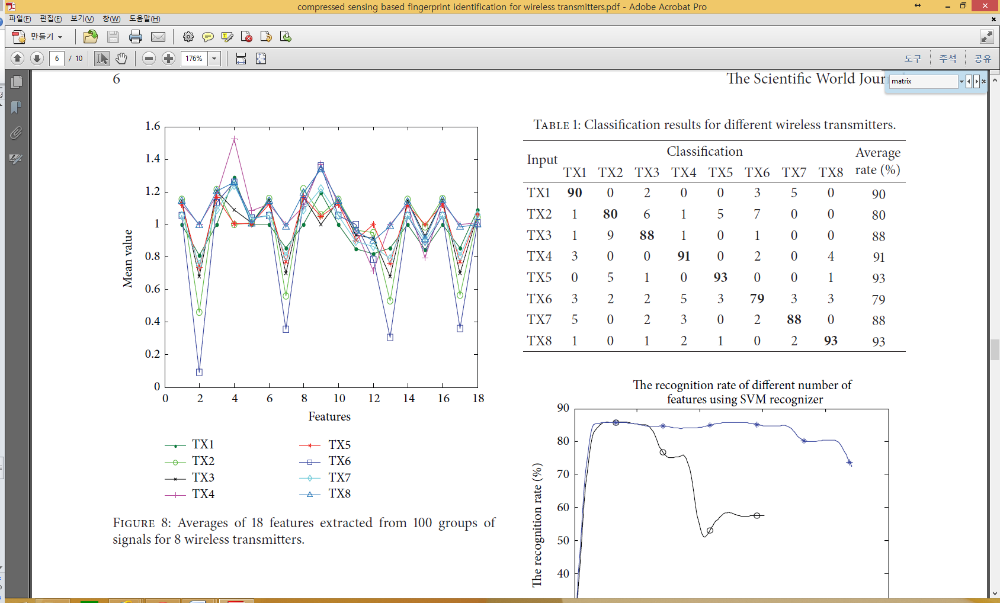 compressed sensing based fingerprint identification for wireless transmitters.pdf - Adobe Acrobat Pro
파일(F) 편집(E) 보기(V) 창(W) 도움말(H)
만들기
6 / 10 176% 도구 주석 공유
matrix
6 The Scientific World Jour
1.6
1.4
1.2
1
0.8
0.6
0.4
0.2
0
Mean value
0 2 4 6 8 10 12 14 16 18
Features
TX1 TX5
TX2 TX6
TX3 TX7
TX4 TX8
FIGURE 8: Averages of 18 features extracted from 100 groups of
signals for 8 wireless transmitters.
TABLE 1: Classification results for different wireless transmitters.
Input Classification Average
rate (%)
TX1 TX2 TX3 TX4 TX5 TX6 TX7 TX8
TX1 90 0 2 0 0 3 5 0 90
TX2 1 80 6 1 5 7 0 0 80
TX3 1 9 88 1 0 1 0 0 88
TX4 3 0 0 91 0 2 0 4 91
TX5 0 5 1 0 93 0 0 1 93
TX6 3 2 2 5 3 79 3 3 79
TX7 5 0 2 3 0 2 88 0 88
TX8 1 0 1 2 1 0 2 93 93
The recognition rate of different number of
features using SVM recognizer
90
80
70
60
50
40
The recognition rate (%)